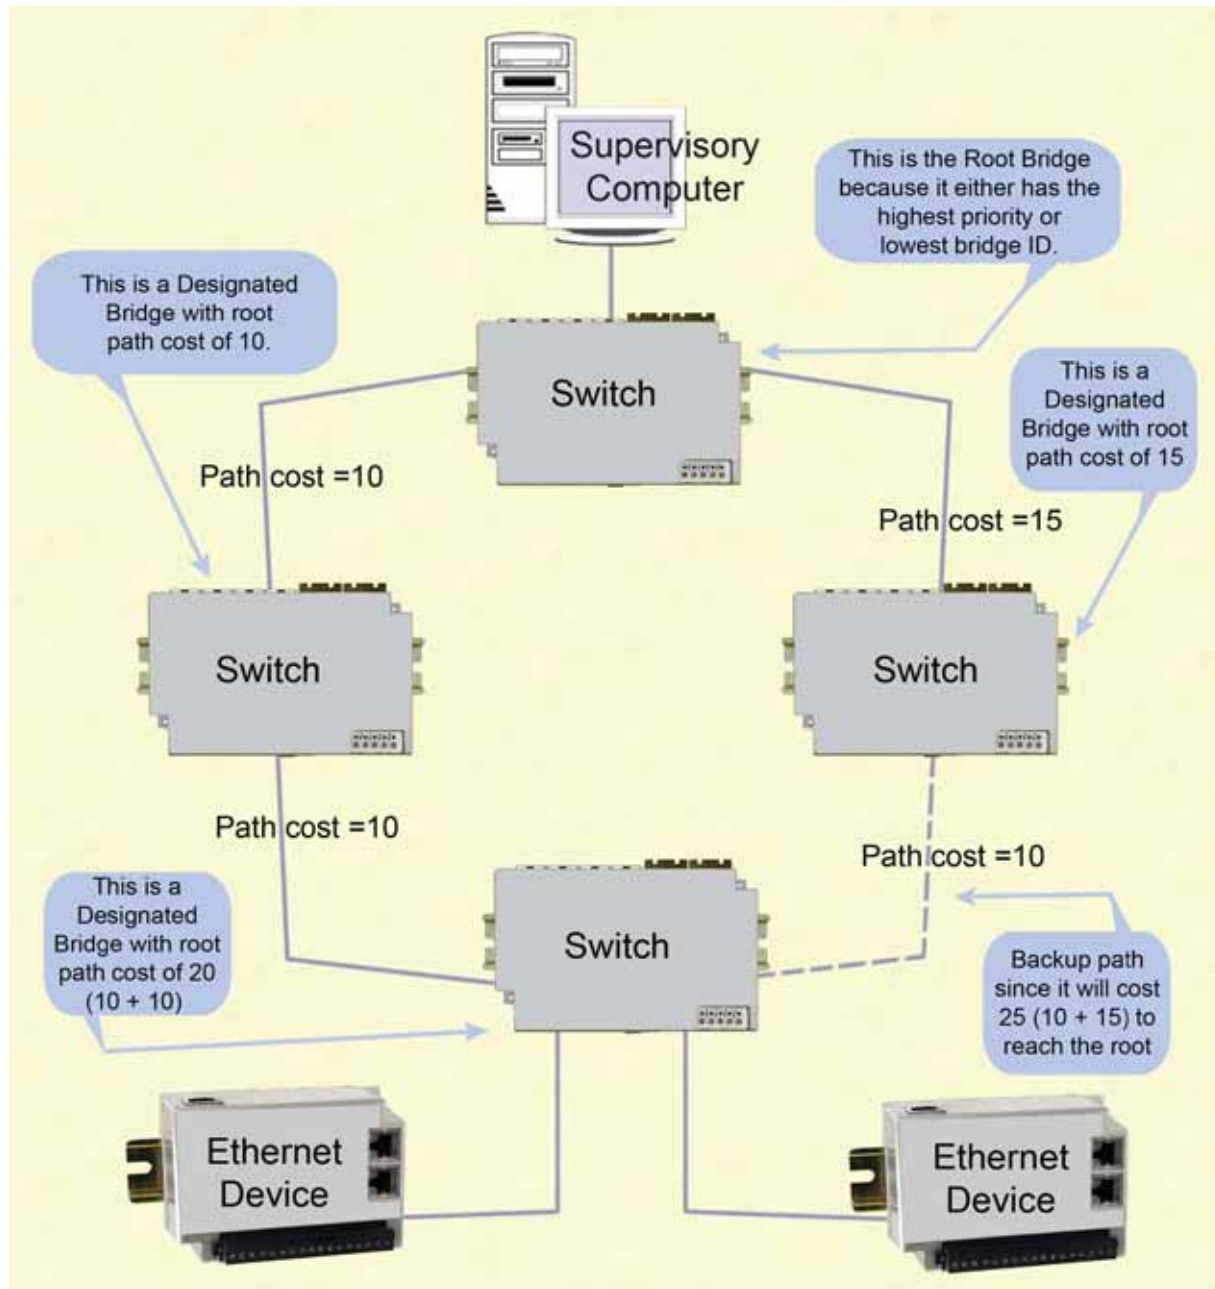 Supervisory
Computer
This is the Root Bridge
because it either has the
highest priority or
lowest bridge ID.
This is a Designated
Bridge with root
path cost of 10.
Switch
This is a
Designated
Bridge with root
path cost of 15
Path cost =10
Path cost =15
Switch
Switch
Path cost =10
Path cost =10
This is a
Designated
Bridge with root
path cost of 20
(10 + 10)
Switch
Backup path
since it will cost
25 (10 + 15) to
reach the root
Ethernet
Device
Ethernet
Device